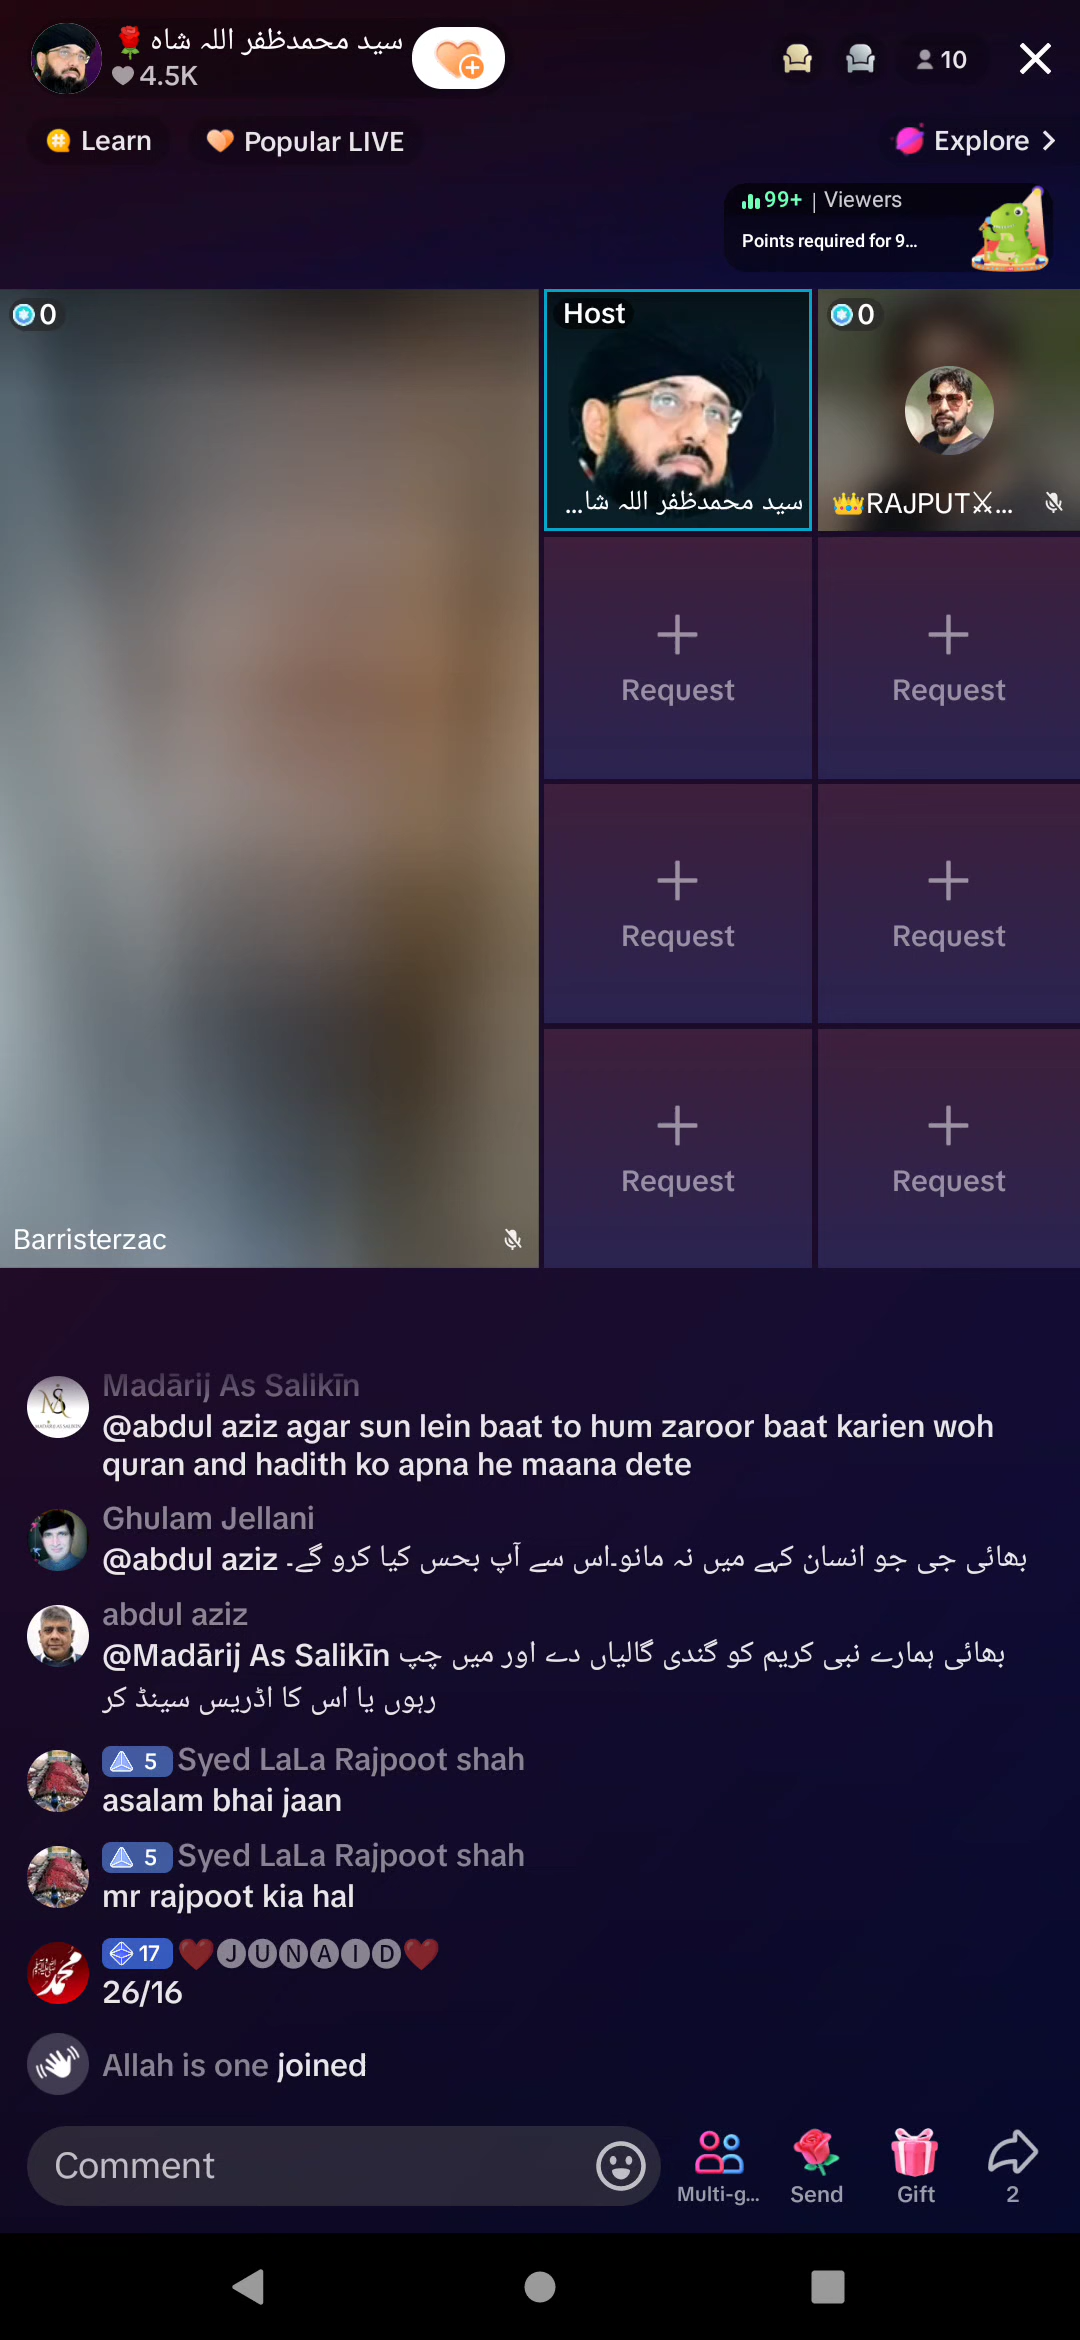 سید محمدظفر اللہ شاہ🌹
4.5K
10
Learn
Popular LIVE
Explore
99+ | Viewers
Points required for 9...
0
Host
سید محمدظفر اللہ شا...
0
👑RAJPUT⚔...
Request
Request
Request
Request
Request
Request
Barristerzac
Madārij As Salikīn
@abdul aziz agar sun lein baat to hum zaroor baat karien woh
quran and hadith ko apna he maana dete
Ghulam Jellani
@abdul aziz بھائی جی جو انسان کہے میں نہ مانو۔اس سے آپ بحس کیا کرو گے۔
abdul aziz
@Madārij As Salikīn بھائی ہمارے نبی کریم کو گندی گالیاں دے اور میں چپ
رہوں یا اس کا اڈریس سینڈ کر
5 Syed LaLa Rajpoot shah
asalam bhai jaan
5 Syed LaLa Rajpoot shah
mr rajpoot kia hal
17 ❤️🅙🅤🅝🅐🅘🅓❤️
26/16
Allah is one joined
Comment
Multi-g...
Send
Gift
2